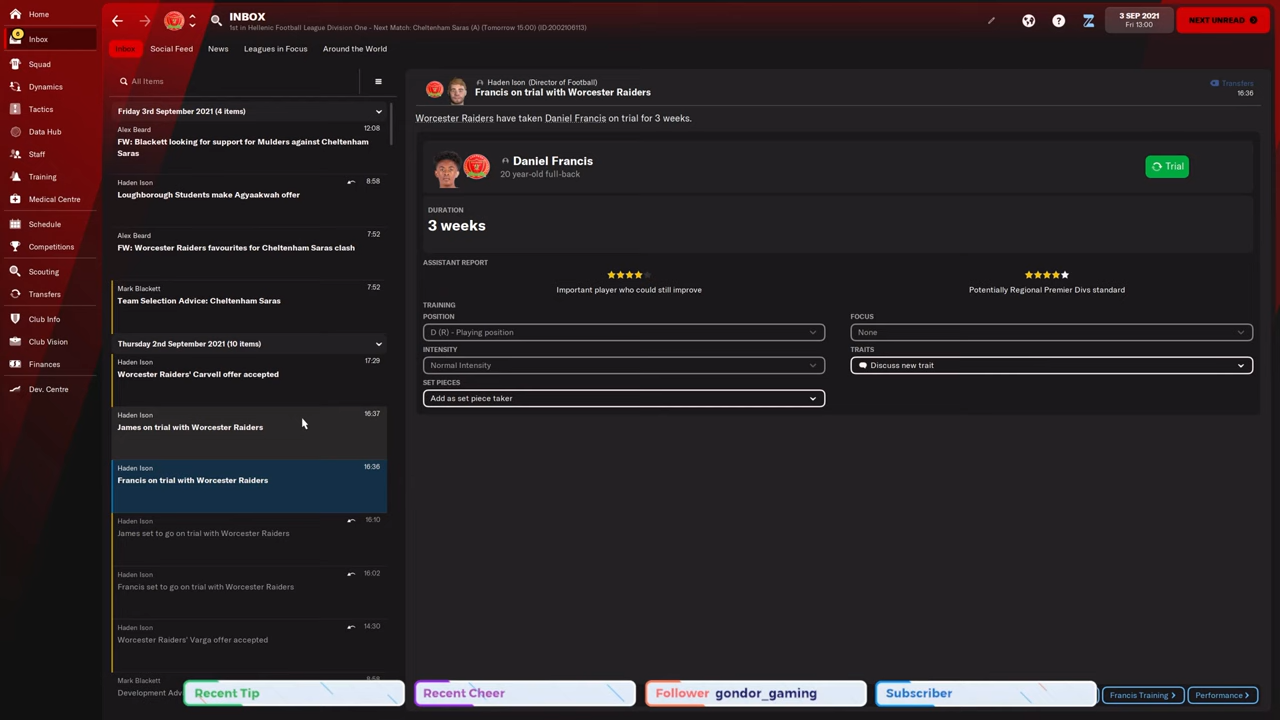 Home
6
Inbox
Squad
Dynamics
Tactics
Data Hub
Staff
Training
Medical Centre
Schedule
Competitions
Scouting
Transfers
Club Info
Club Vision
Finances
Dev. Centre
INBOX
1st in Hellenic Football League Division One - Next Match: Cheltenham Saras (A) (Tomorrow 15:00) (ID:2002106113)
3 SEP 2021
Fri 13:00
NEXT UNREAD
Inbox
Social Feed
News
Leagues in Focus
Around the World
All Items
Friday 3rd September 2021 (4 items)
Alex Beard
12:08
FW: Blackett looking for support for Mulders against Cheltenham
Saras
Haden Ison
8:58
Loughborough Students make Agyaakwah offer
Alex Beard
7:52
FW: Worcester Raiders favourites for Cheltenham Saras clash
Mark Blackett
7:52
Team Selection Advice: Cheltenham Saras
Thursday 2nd September 2021 (10 items)
Haden Ison
17:29
Worcester Raiders' Carvell offer accepted
Haden Ison
16:37
James on trial with Worcester Raiders
Haden Ison
16:36
Francis on trial with Worcester Raiders
Haden Ison
16:10
James set to go on trial with Worcester Raiders
Haden Ison
16:02
Francis set to go on trial with Worcester Raiders
Haden Ison
14:30
Worcester Raiders' Varga offer accepted
Mark Blackett
Development Adv
Haden Ison (Director of Football)
Francis on trial with Worcester Raiders
Transfers
16:36
Worcester Raiders have taken Daniel Francis on trial for 3 weeks.
Daniel Francis
20 year-old full-back
Trial
DURATION
3 weeks
ASSISTANT REPORT
Important player who could still improve
Potentially Regional Premier Divs standard
TRAINING
POSITION
D (R) - Playing position
FOCUS
None
INTENSITY
Normal Intensity
TRAITS
Discuss new trait
SET PIECES
Add as set piece taker
Recent Tip
Recent Cheer
Follower gondor_gaming
Subscriber
Francis Training
Performance